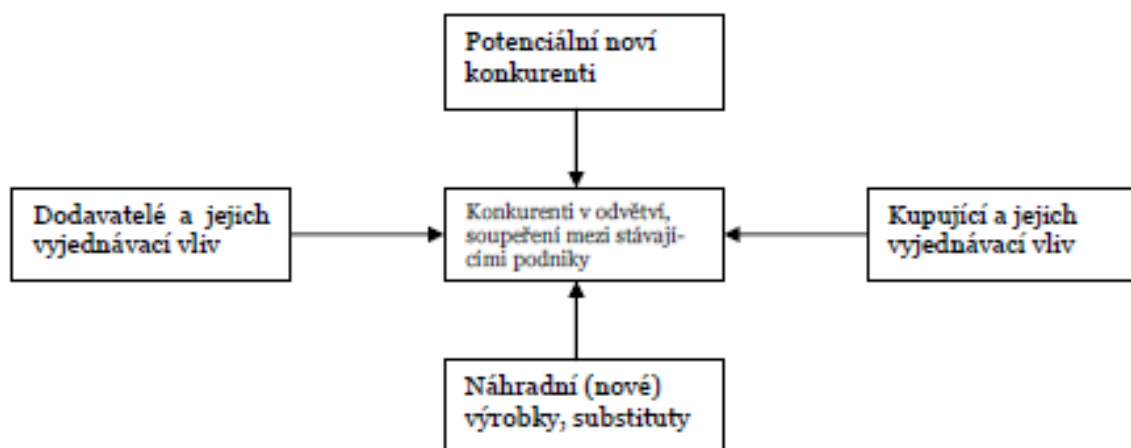 Potenciální noví
konkurenti
Dodavatelé a jejich
vyjednávací vliv
Konkurenti v odvětví,
soupeření mezi stávají-
cími podniky
Kupující a jejich
vyjednávací vliv
Náhradní (nové)
výrobky, substituty